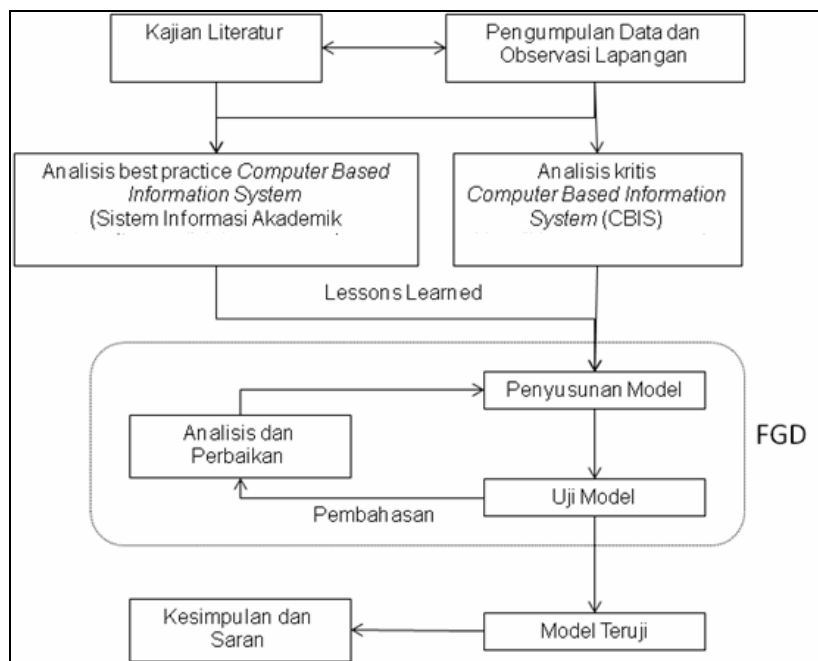 Kajian Literatur
Pengumpulan Data dan
Observasi Lapangan
Analisis best practice Computer Based
Information System
(Sistem Informasi Akademik
Analisis kritis
Computer Based Information
System (CBIS)
Lessons Learned
Penyusunan Model
Analisis dan
Perbaikan
FGD
Uji Model
Pembahasan
Kesimpulan dan
Saran
Model Teruji